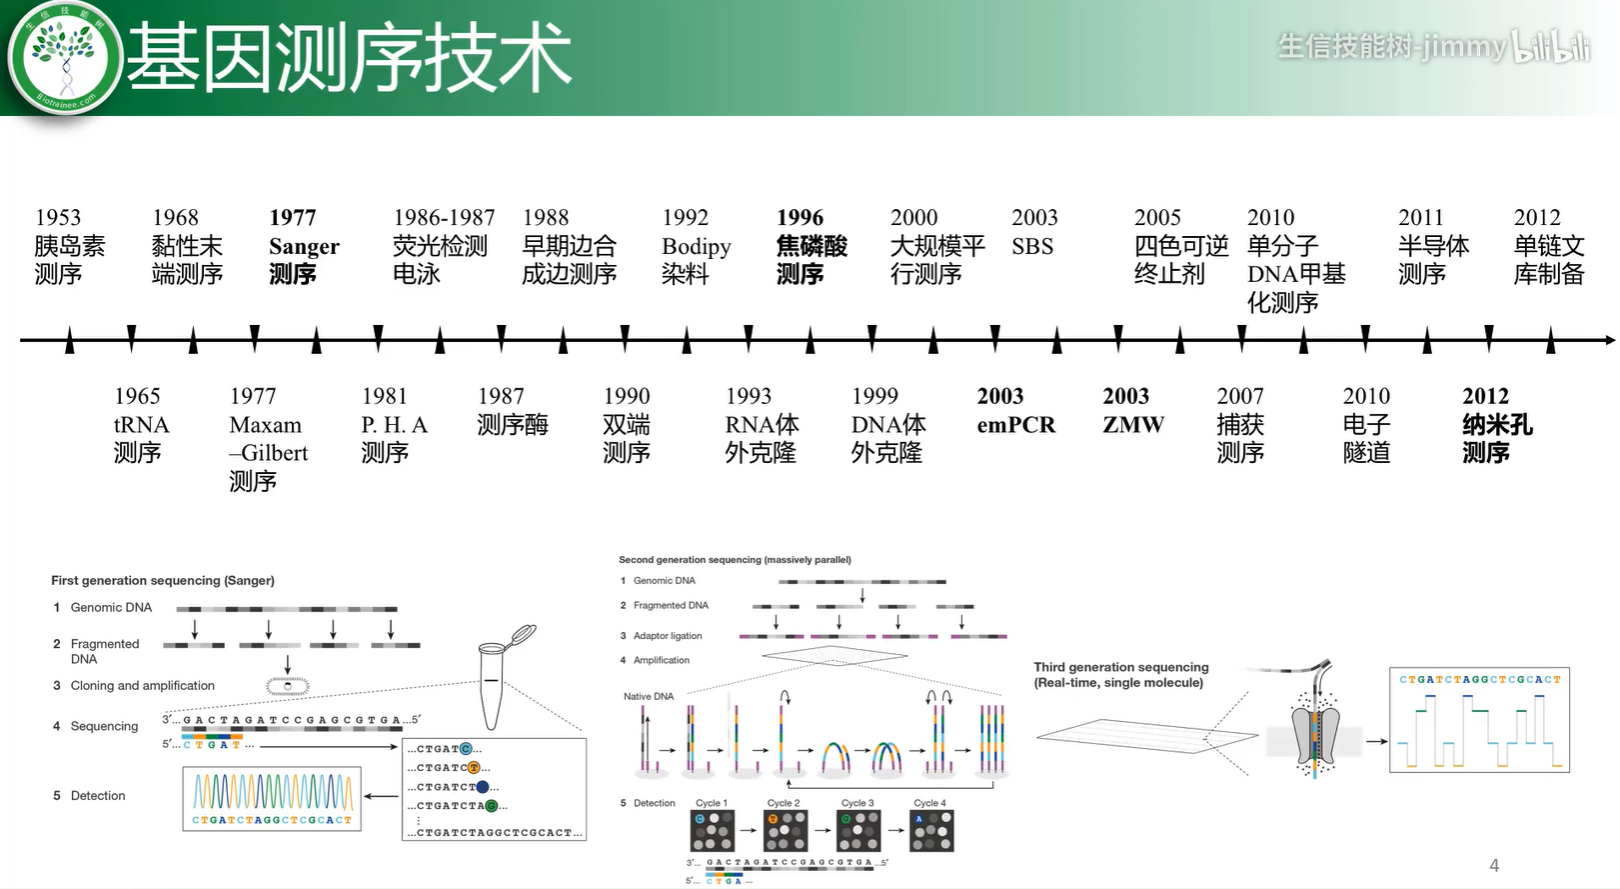 生信技能树
Biotrainee.com
基因测序技术
生信技能树-jimmy bilibili
1953
胰岛素
测序
1968
黏性末
端测序
1977
Sanger
测序
1986-1987
荧光检测
电泳
1988
早期边合
成边测序
1992
Bodipy
染料
1996
焦磷酸
测序
2000
大规模平
行测序
2003
SBS
2005
四色可逆
终止剂
2010
单分子
DNA甲基
化测序
2011
半导体
测序
2012
单链文
库制备
1965
tRNA
测序
1977
Maxam
–Gilbert
测序
1981
P. H. A
测序
1987
测序酶
1990
双端
测序
1993
RNA体
外克隆
1999
DNA体
外克隆
2003
emPCR
2003
ZMW
2007
捕获
测序
2010
电子
隧道
2012
纳米孔
测序
First generation sequencing (Sanger)
1 Genomic DNA
2 Fragmented
DNA
3 Cloning and amplification
4 Sequencing
3′...GACTAGATCCGAGCGTGA...5′
5′...CTGAT...
5 Detection
CTGATCTAGGCTCGCACT
...CTGATC...
...CTGATCT...
...CTGATCTA...
...CTGATCTAG...
...CTGATCTAGGCTCGCACT...
Second generation sequencing (massively parallel)
1 Genomic DNA
2 Fragmented DNA
3 Adaptor ligation
4 Amplification
Native DNA
5 Detection
Cycle 1
Cycle 2
Cycle 3
Cycle 4
C
T
G
A
3′...GACTAGATCCGAGCGTGA...5′
5′...CTGA...
Third generation sequencing
(Real-time, single molecule)
CTGATCTAGGCTCGCACT
4